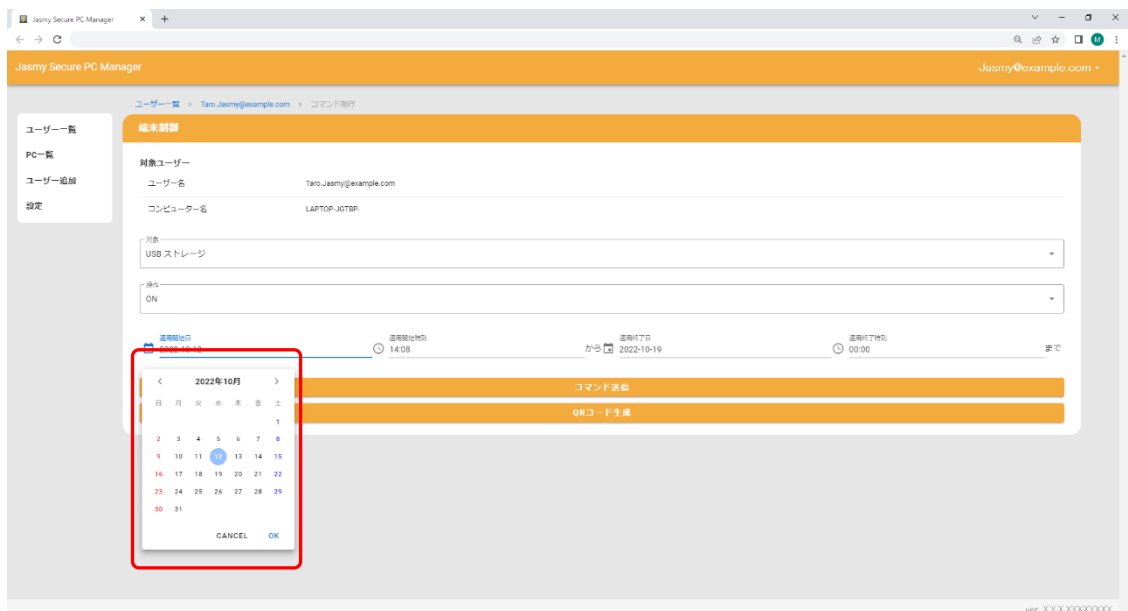 Jasmy Secure PC Manager
M
Jasmy Secure PC Manager
Jasmy@example.com
ユーザー一覧 > Taro.Jasmy@example.com > コマンド発行
ユーザー一覧
PC一覧
ユーザー追加
設定
端末制御
対象ユーザー
ユーザー名 Taro.Jasmy@example.com
コンピューター名 LAPTOP-JGTBP-
対象
USB ストレージ
操作
ON
適用開始日 適用開始時刻 適用終了日 適用終了時刻
2022-10-12 14:08 から 2022-10-19 00:00 まで
コマンド送信
QRコード生成
< 2022年10月 >
日 月 火 水 木 金 土
1
2 3 4 5 6 7 8
9 10 11 12 13 14 15
16 17 18 19 20 21 22
23 24 25 26 27 28 29
30 31
CANCEL OK
ver. X.X.X.XXXXXXXX